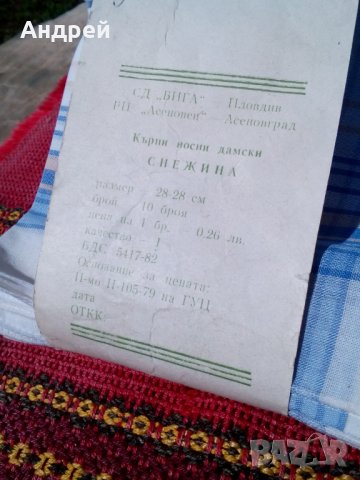 Андрей
СД „БИГА" Пловдив
РП „Асеновец" Асеновград
Кърпи носни дамски
СНЕЖИНА
размер 28 28 см
брой 10 броя
цена на 1 бр. 0.26 лв.
качество I
БДС 5417-82
Основание за цената:
П-мо Ц-105-79 на ГУЦ
дата
ОТКК:
BAZAR